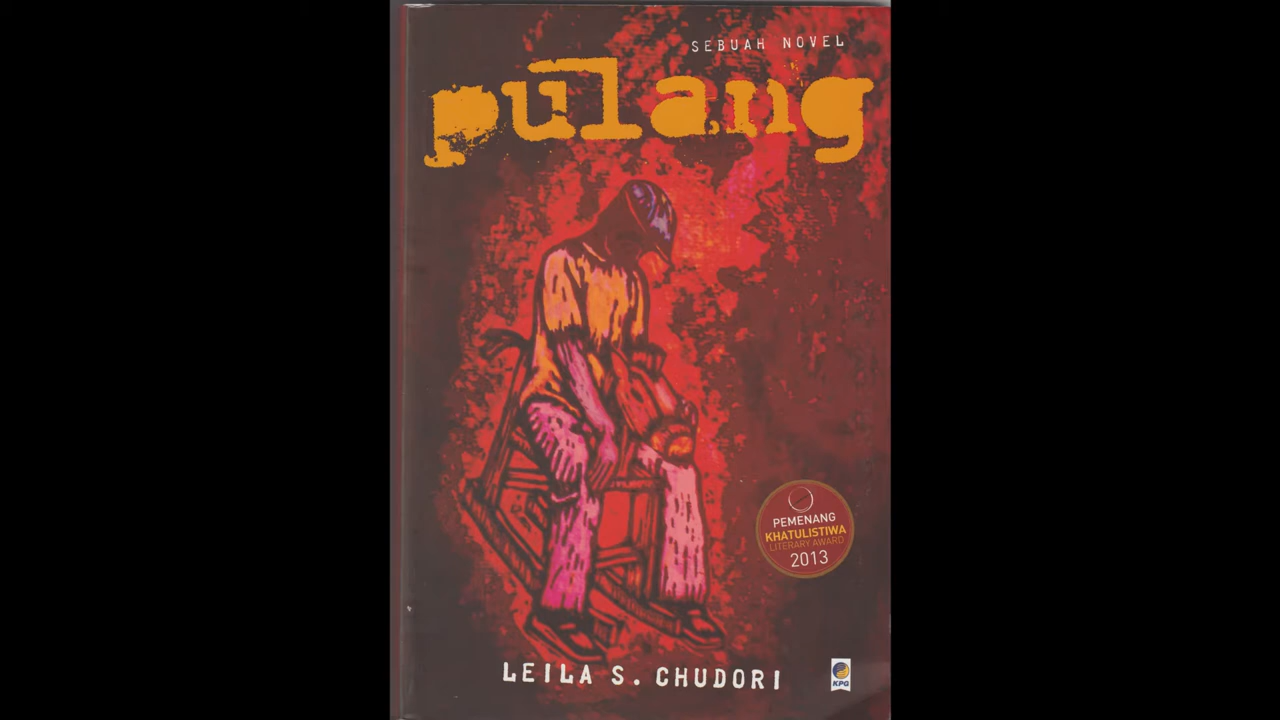 SEBUAH NOVEL
pulang
PEMENANG
KHATULISTIWA
LITERARY AWARD
2013
LEILA S. CHUDORI
KPG